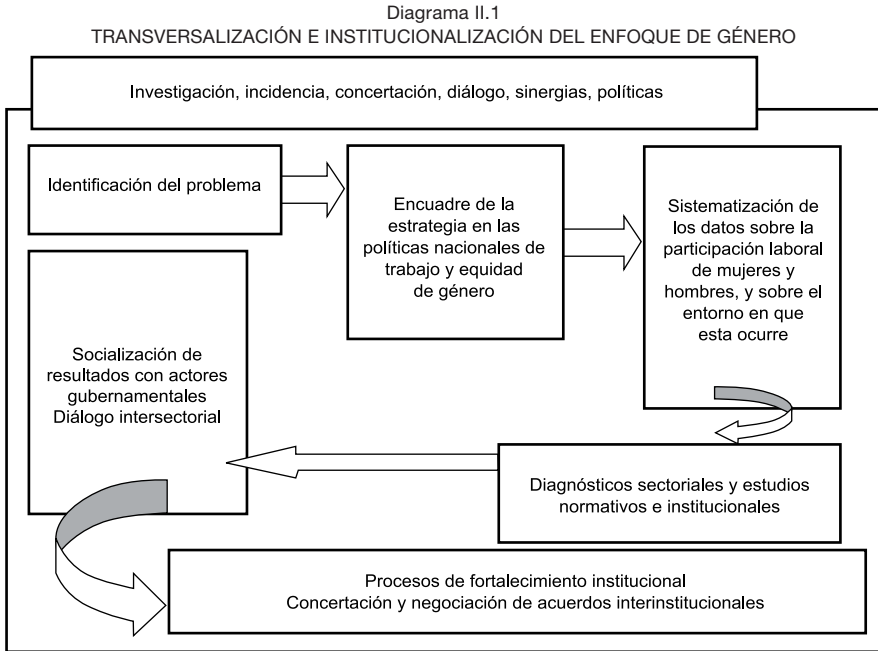 Diagrama II.1
TRANSVERSALIZACIÓN E INSTITUCIONALIZACIÓN DEL ENFOQUE DE GÉNERO
Investigación, incidencia, concertación, diálogo, sinergias, políticas
Identificación del problema
Encuadre de la
estrategia en las
políticas nacionales de
trabajo y equidad
de género
Sistematización de
los datos sobre la
participación laboral
de mujeres y
hombres, y sobre el
entorno en que
esta ocurre
Diagnósticos sectoriales y estudios
normativos e institucionales
Socialización de
resultados con actores
gubernamentales
Diálogo intersectorial
Procesos de fortalecimiento institucional
Concertación y negociación de acuerdos interinstitucionales